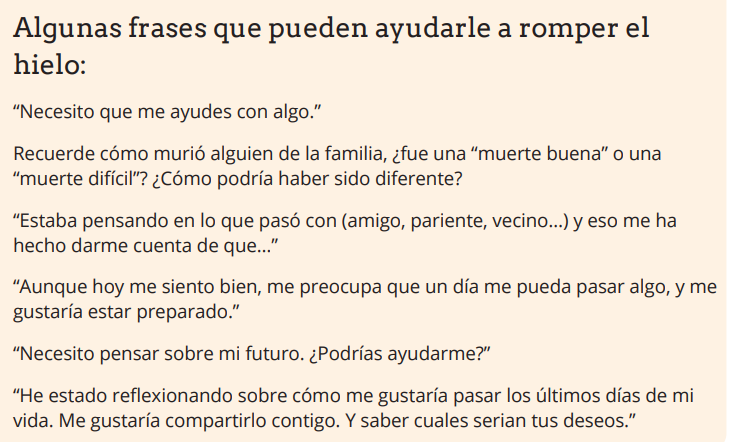 Algunas frases que pueden ayudarle a romper el
hielo:
“Necesito que me ayudes con algo.”
Recuerde cómo murió alguien de la familia, ¿fue una “muerte buena” o una
“muerte difícil”? ¿Cómo podría haber sido diferente?
“Estaba pensando en lo que pasó con (amigo, pariente, vecino...) y eso me ha
hecho darme cuenta de que...”
“Aunque hoy me siento bien, me preocupa que un día me pueda pasar algo, y me
gustaría estar preparado.”
“Necesito pensar sobre mi futuro. ¿Podrías ayudarme?”
“He estado reflexionando sobre cómo me gustaría pasar los últimos días de mi
vida. Me gustaría compartirlo contigo. Y saber cuales serian tus deseos.”